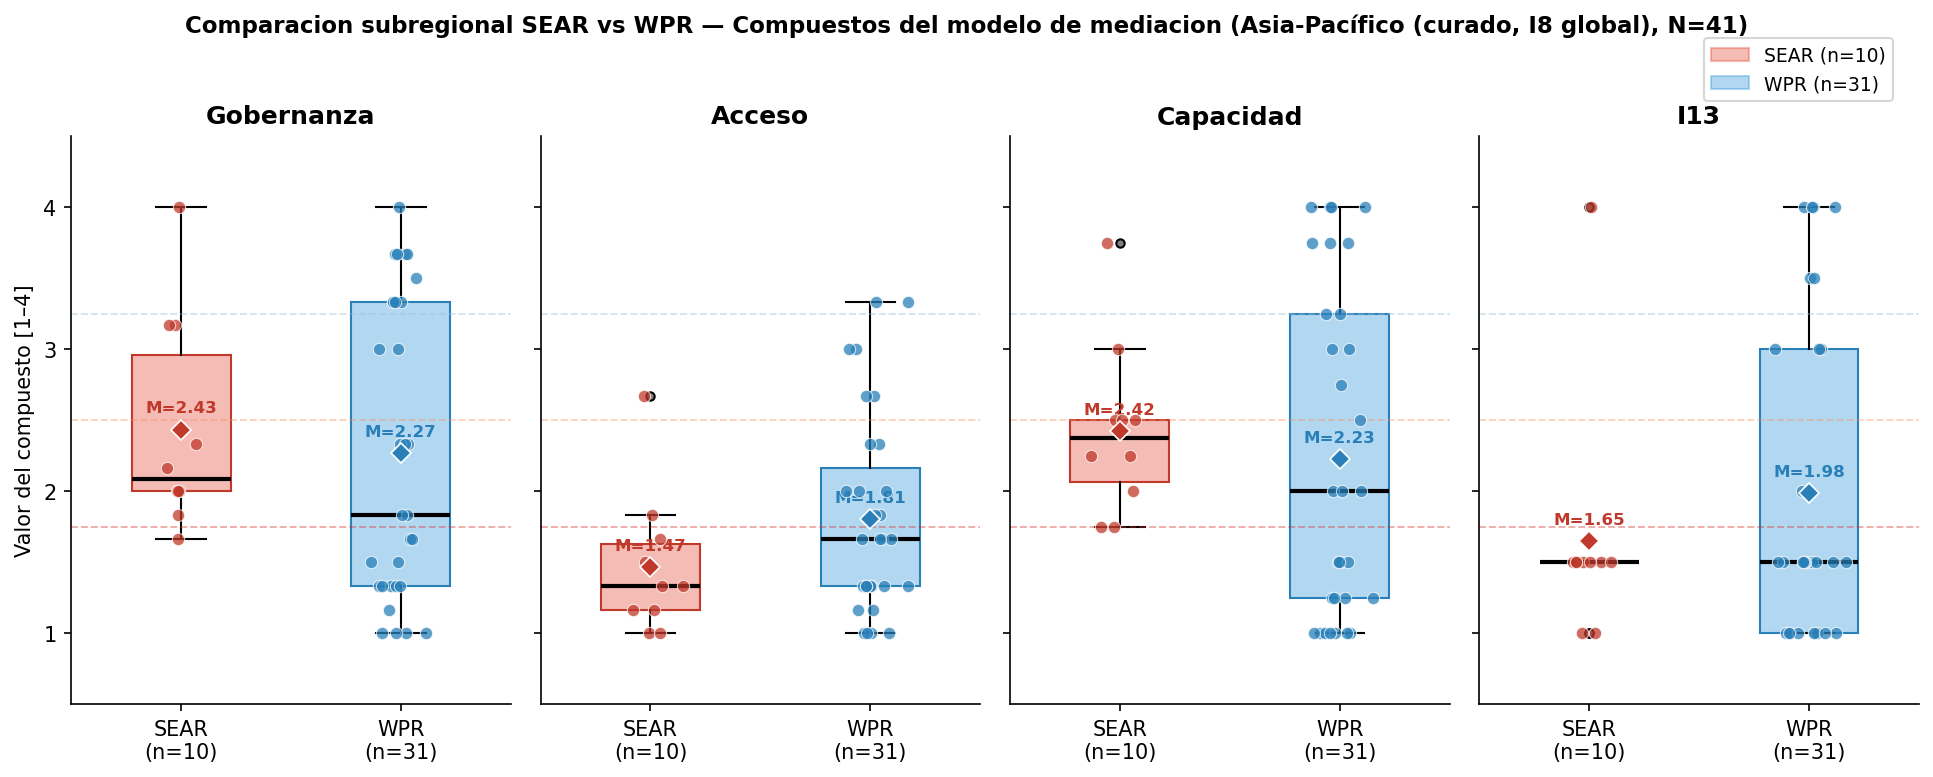 Comparacion subregional SEAR vs WPR — Compuestos del modelo de mediacion (Asia-Pacífico (curado, I8 global), N=41)
SEAR (n=10)
WPR (n=31)
Gobernanza
Acceso
Capacidad
I13
Valor del compuesto [1–4]
4
3
2
1
M=2.43
M=2.27
M=1.47
M=1.81
M=2.42
M=2.23
M=1.65
M=1.98
SEAR
(n=10)
WPR
(n=31)
SEAR
(n=10)
WPR
(n=31)
SEAR
(n=10)
WPR
(n=31)
SEAR
(n=10)
WPR
(n=31)